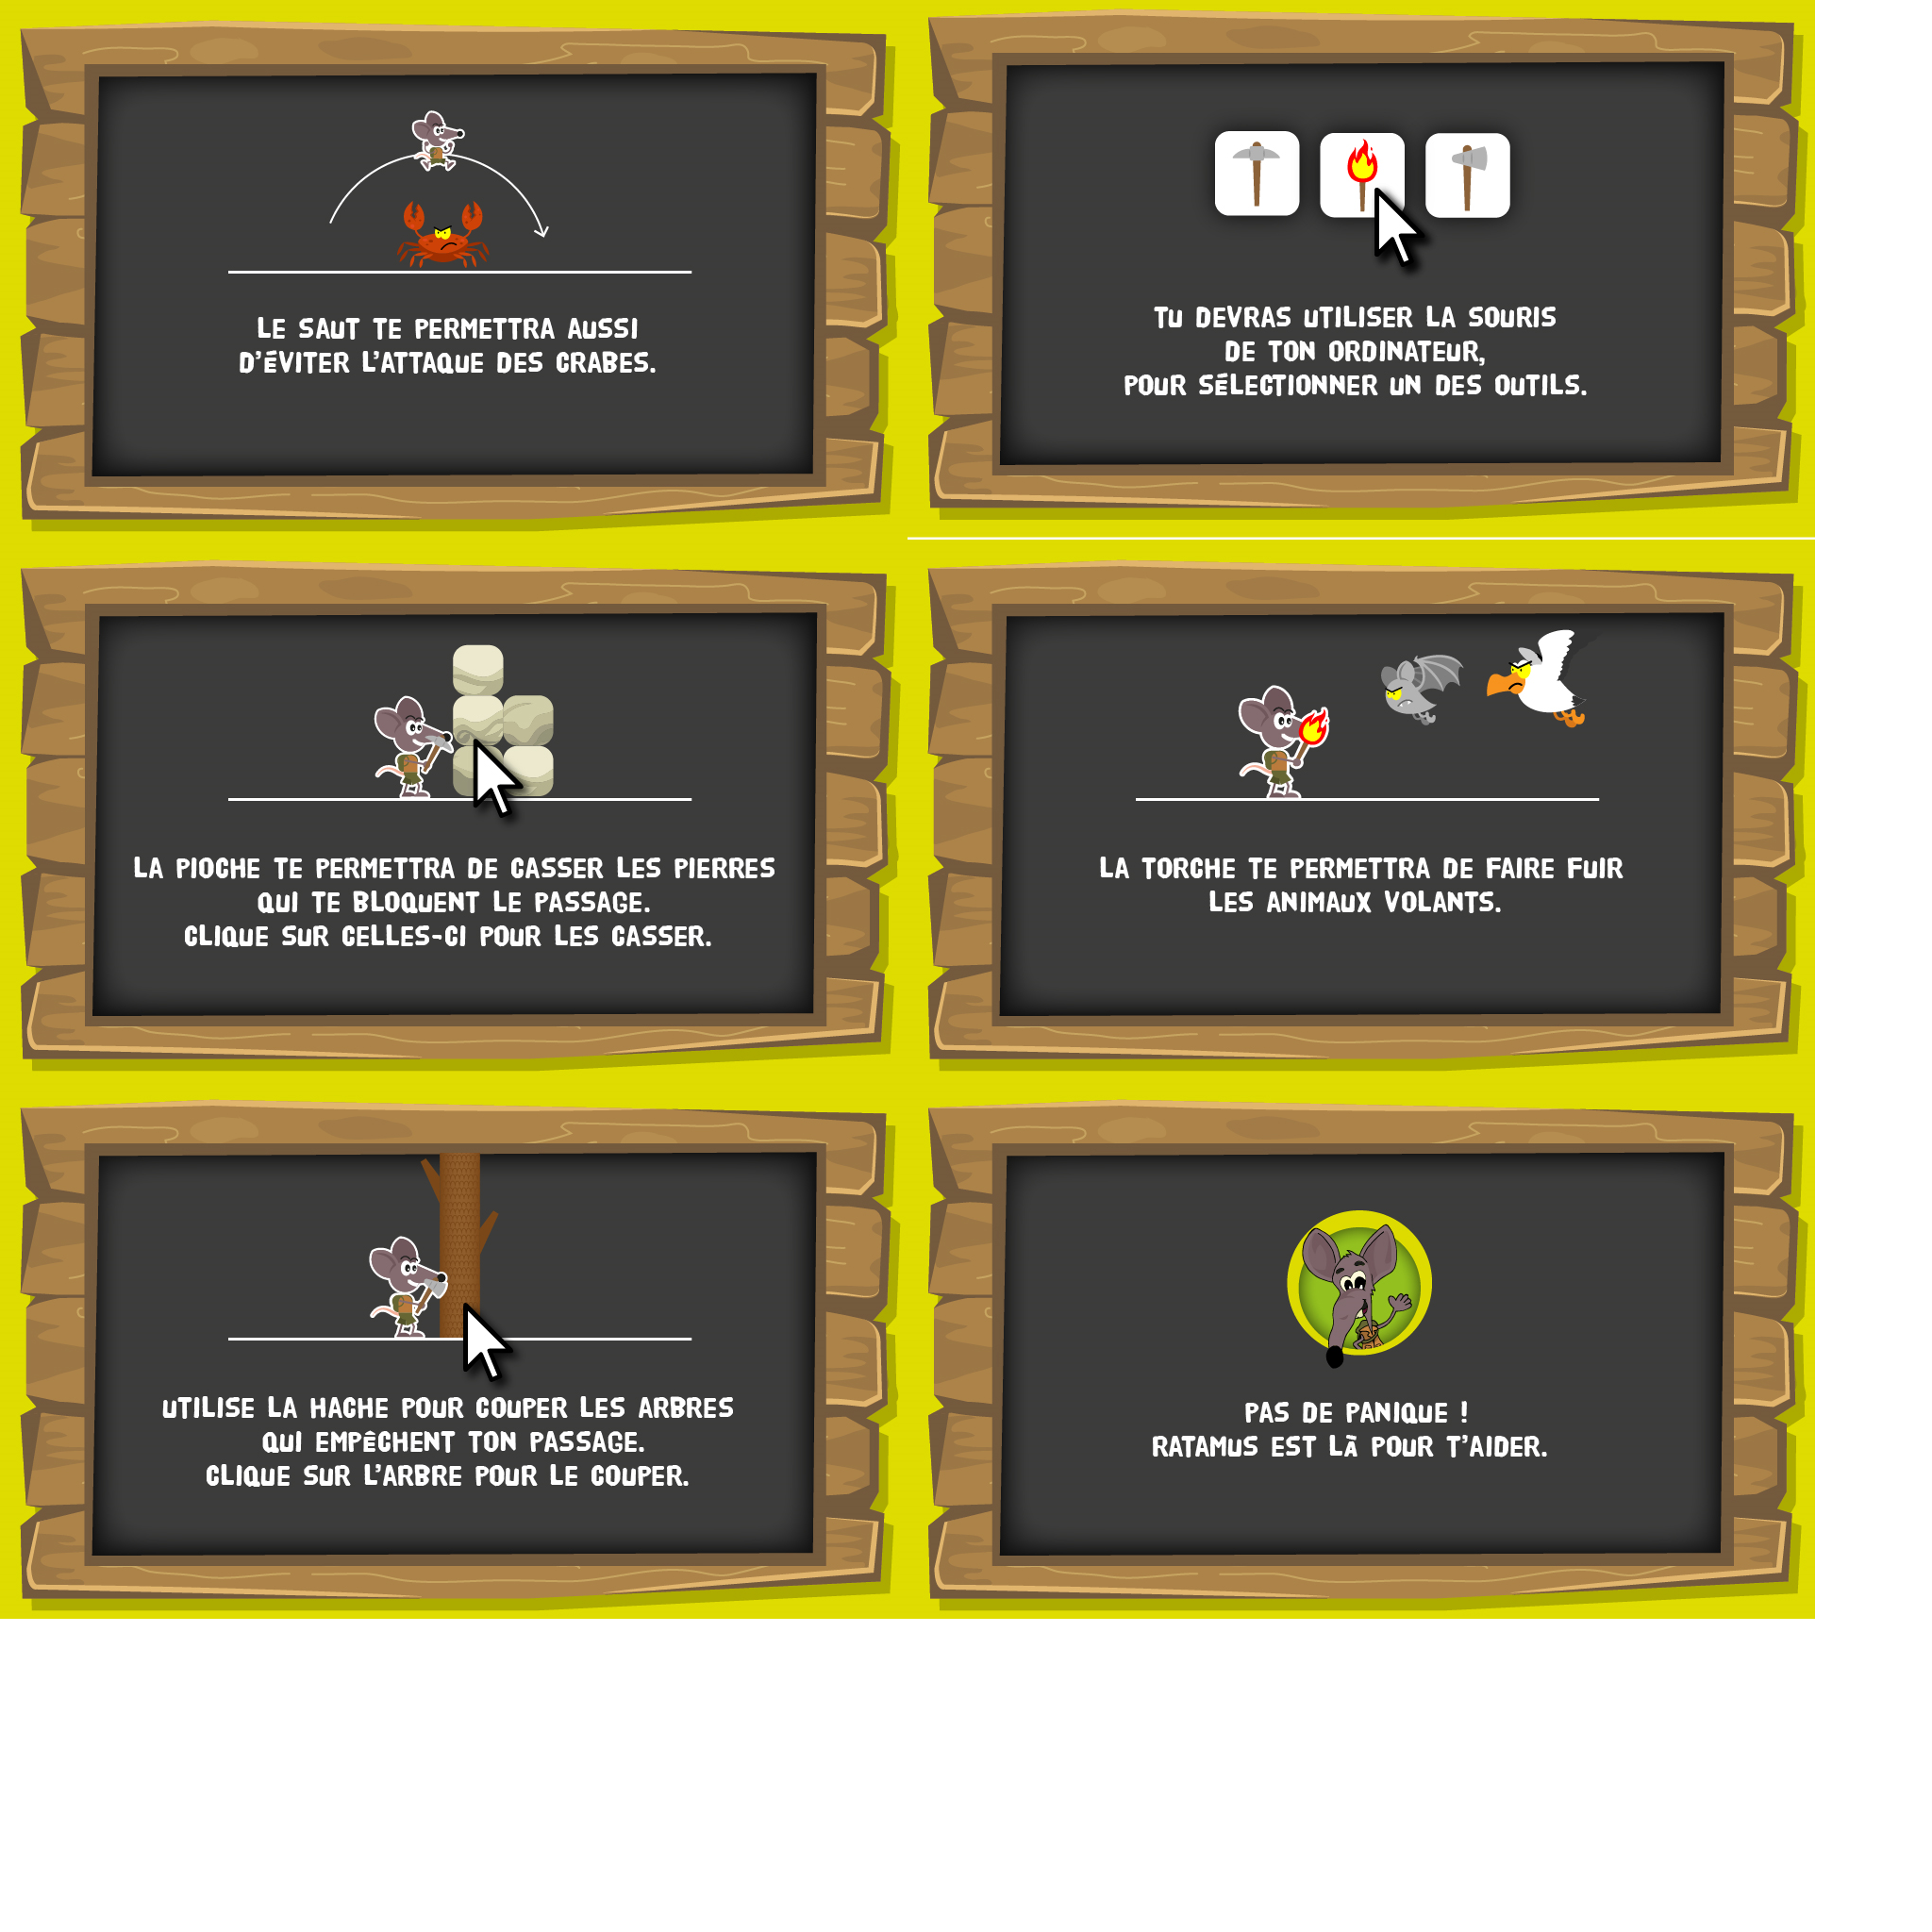 LE SAUT TE PERMETTRA AUSSI
D'ÉVITER L'ATTAQUE DES CRABES.
TU DEVRAS UTILISER LA SOURIS
DE TON ORDINATEUR,
POUR SÉLECTIONNER UN DES OUTILS.
LA PIOCHE TE PERMETTRA DE CASSER LES PIERRES
QUI TE BLOQUENT LE PASSAGE.
CLIQUE SUR CELLES-CI POUR LES CASSER.
LA TORCHE TE PERMETTRA DE FAIRE FUIR
LES ANIMAUX VOLANTS.
UTILISE LA HACHE POUR COUPER LES ARBRES
QUI EMPÊCHENT TON PASSAGE.
CLIQUE SUR L'ARBRE POUR LE COUPER.
PAS DE PANIQUE !
RATAMUS EST LÀ POUR T'AIDER.